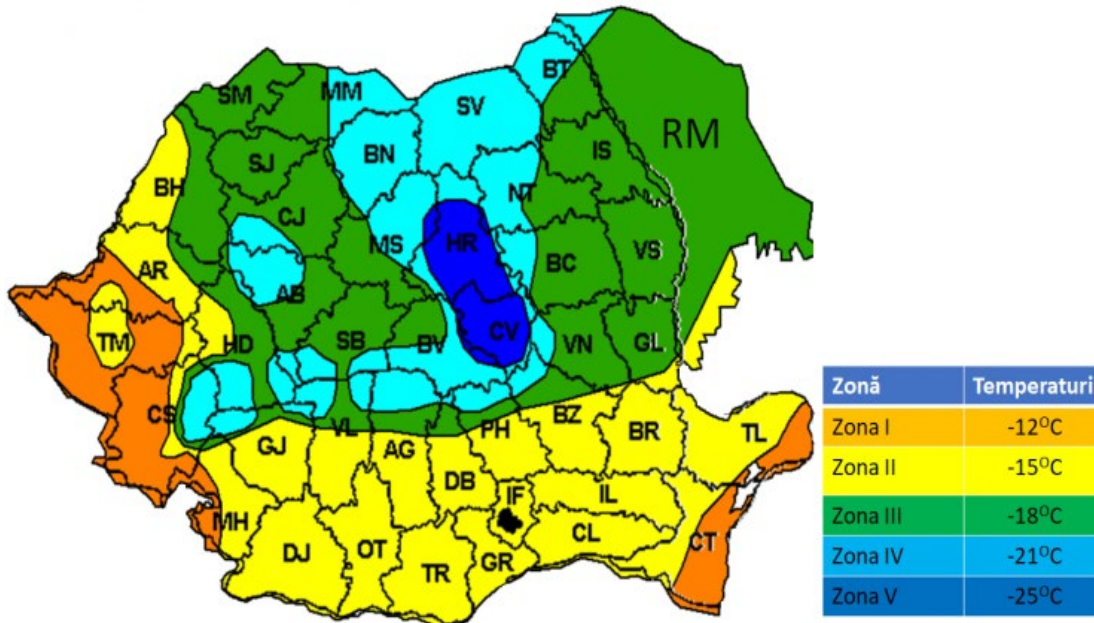 BT
SM
MM
SV
RM
BN
IS
SJ
BH
NT
CJ
MS
HR
BC
VS
AR
AB
TM
HD
SB
BV
CV
VN
GL
CS
GJ
VL
AG
PH
BZ
BR
TL
DB
IF
IL
MH
DJ
OT
TR
GR
CL
CT
Zonă Temperaturi
Zona I -12⁰C
Zona II -15⁰C
Zona III -18⁰C
Zona IV -21⁰C
Zona V -25⁰C